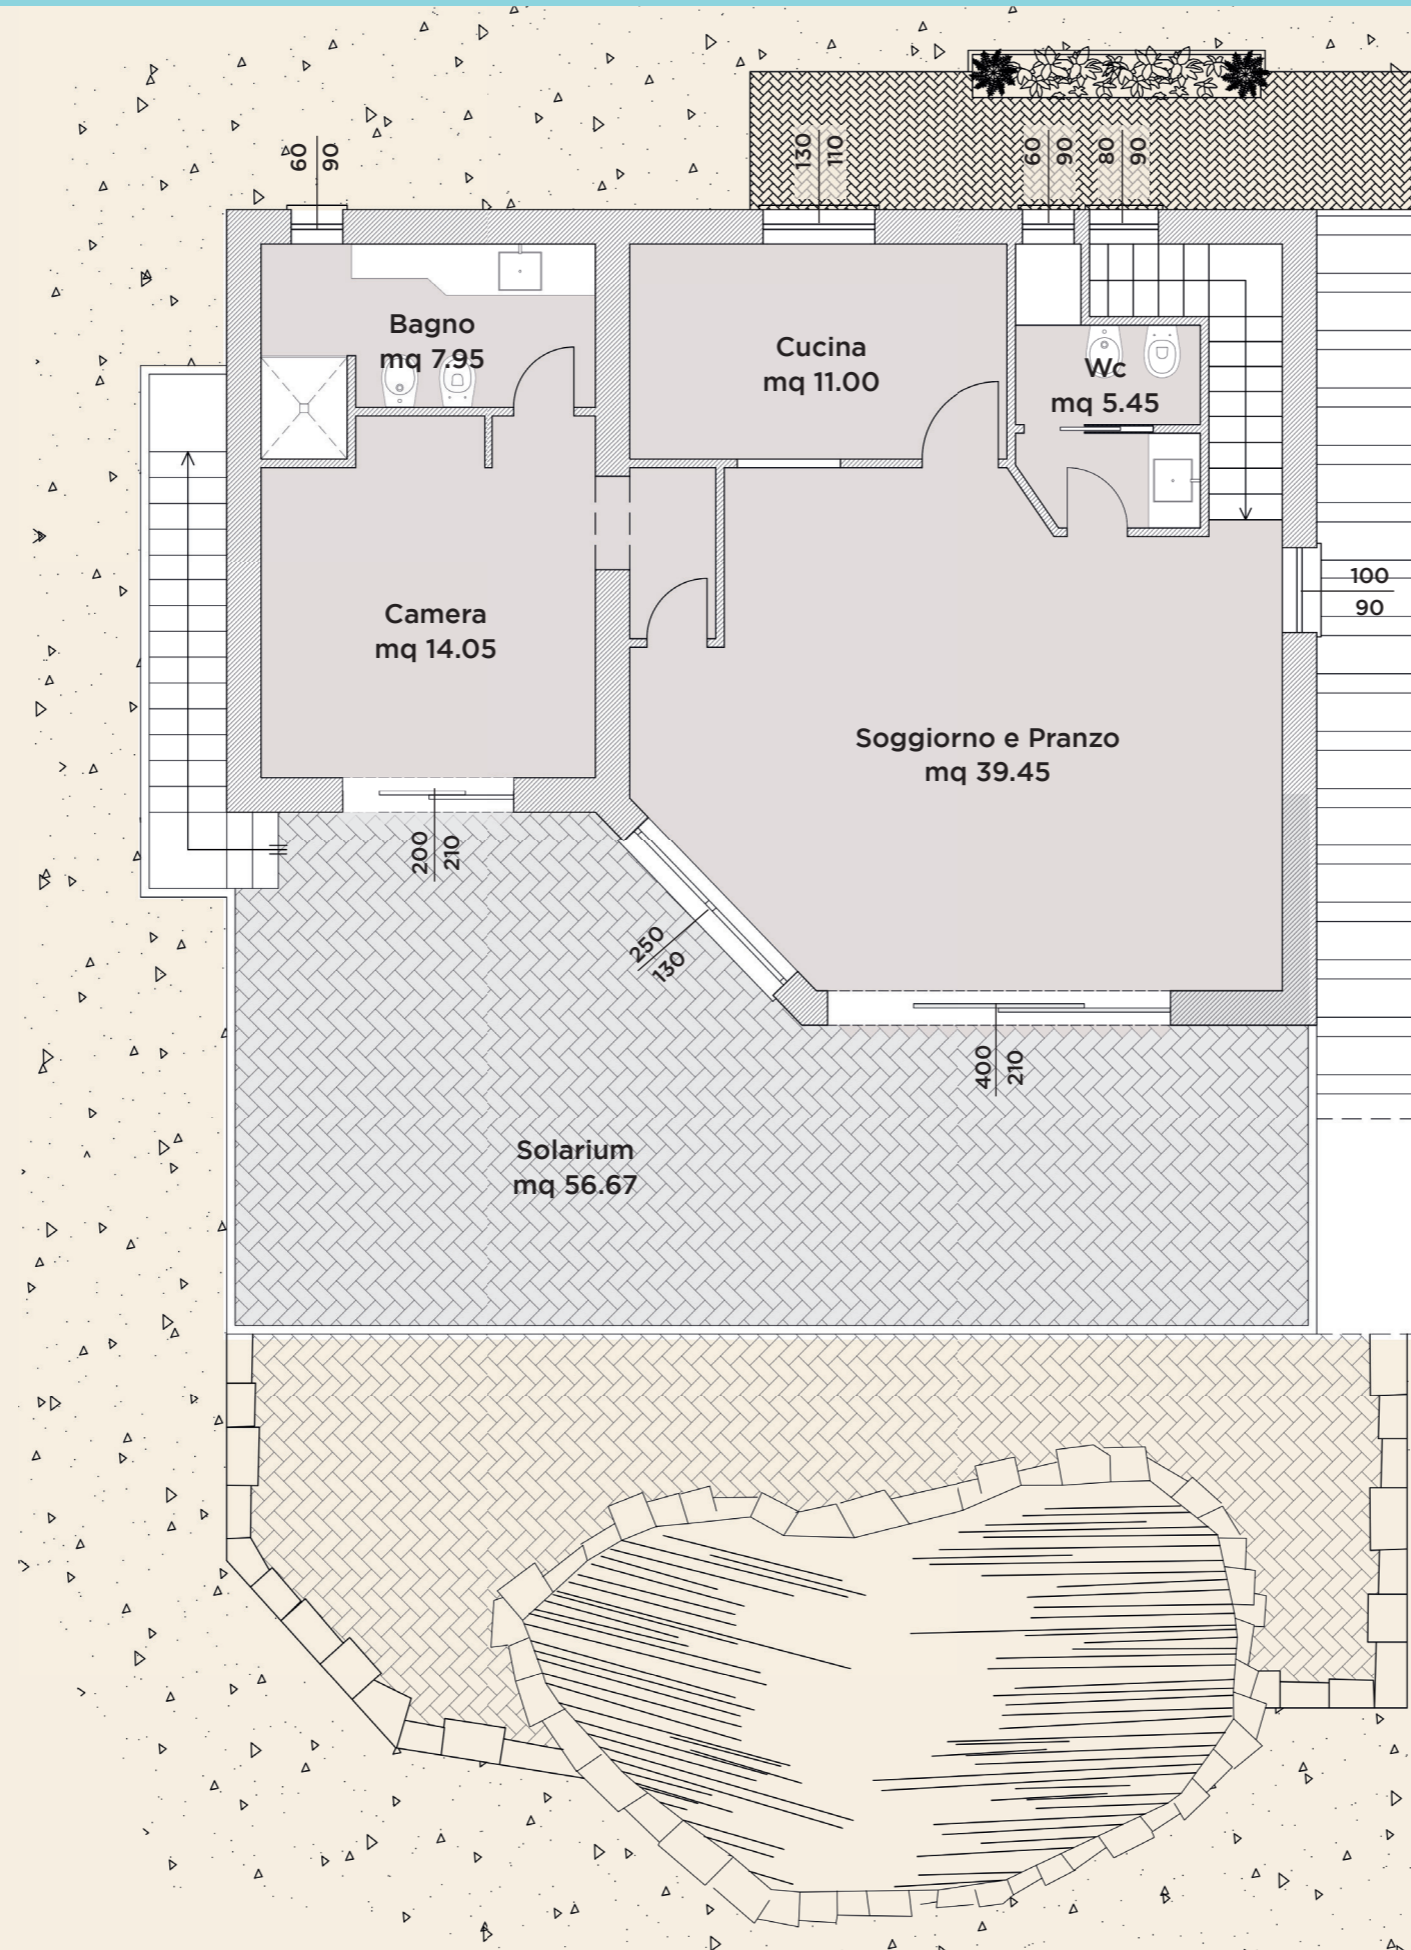 60
90
130
110
60
90
80
90
Bagno
mq 7.95
Cucina
mq 11.00
Wc
mq 5.45
100
90
Camera
mq 14.05
Soggiorno e Pranzo
mq 39.45
200
210
250
130
400
210
Solarium
mq 56.67